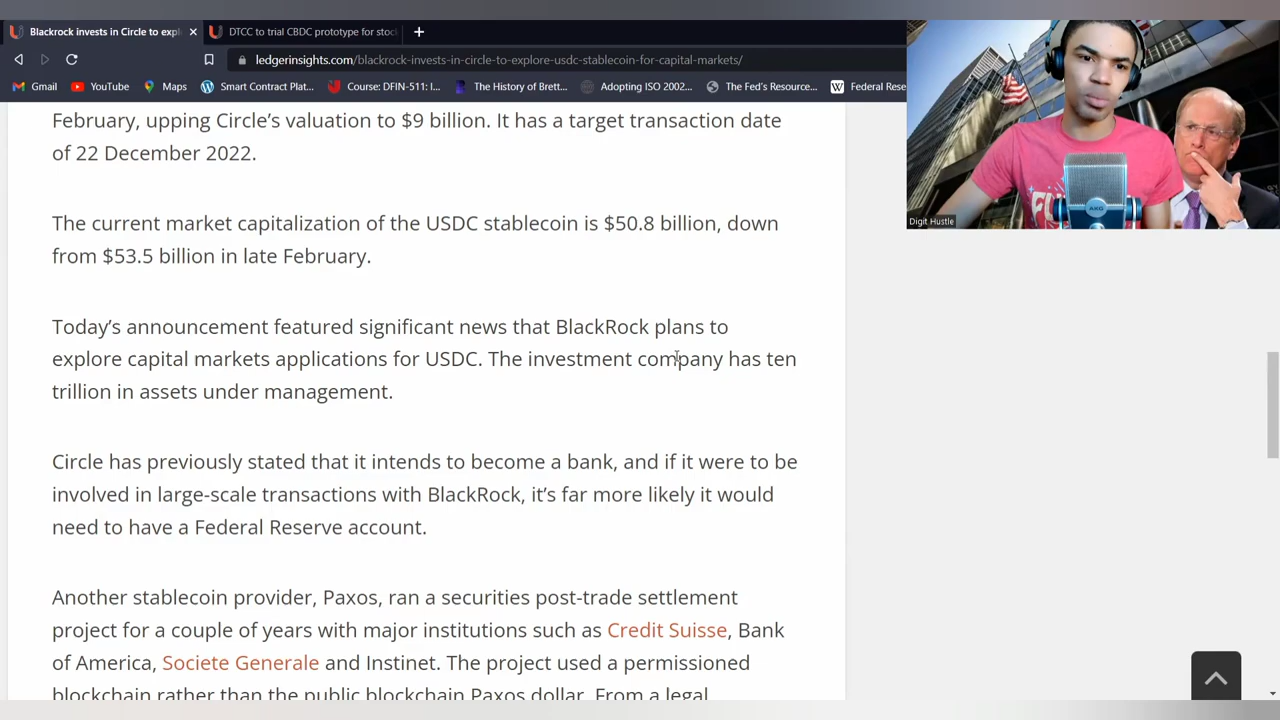 Blackrock invests in Circle to expl
DTCC to trial CBDC prototype for stoc
ledgerinsights.com/blackrock-invests-in-circle-to-explore-usdc-stablecoin-for-capital-markets/
Gmail
YouTube
Maps
Smart Contract Plat...
Course: DFIN-511: I...
The History of Brett...
Adopting ISO 2002...
The Fed's Resource...
Federal Rese
February, upping Circle's valuation to $9 billion. It has a target transaction date
of 22 December 2022.
The current market capitalization of the USDC stablecoin is $50.8 billion, down
from $53.5 billion in late February.
Today's announcement featured significant news that BlackRock plans to
explore capital markets applications for USDC. The investment company has ten
trillion in assets under management.
Circle has previously stated that it intends to become a bank, and if it were to be
involved in large-scale transactions with BlackRock, it's far more likely it would
need to have a Federal Reserve account.
Another stablecoin provider, Paxos, ran a securities post-trade settlement
project for a couple of years with major institutions such as Credit Suisse, Bank
of America, Societe Generale and Instinet. The project used a permissioned
blockchain rather than the public blockchain Paxos dollar. From a legal
AKG
Digit Hustle